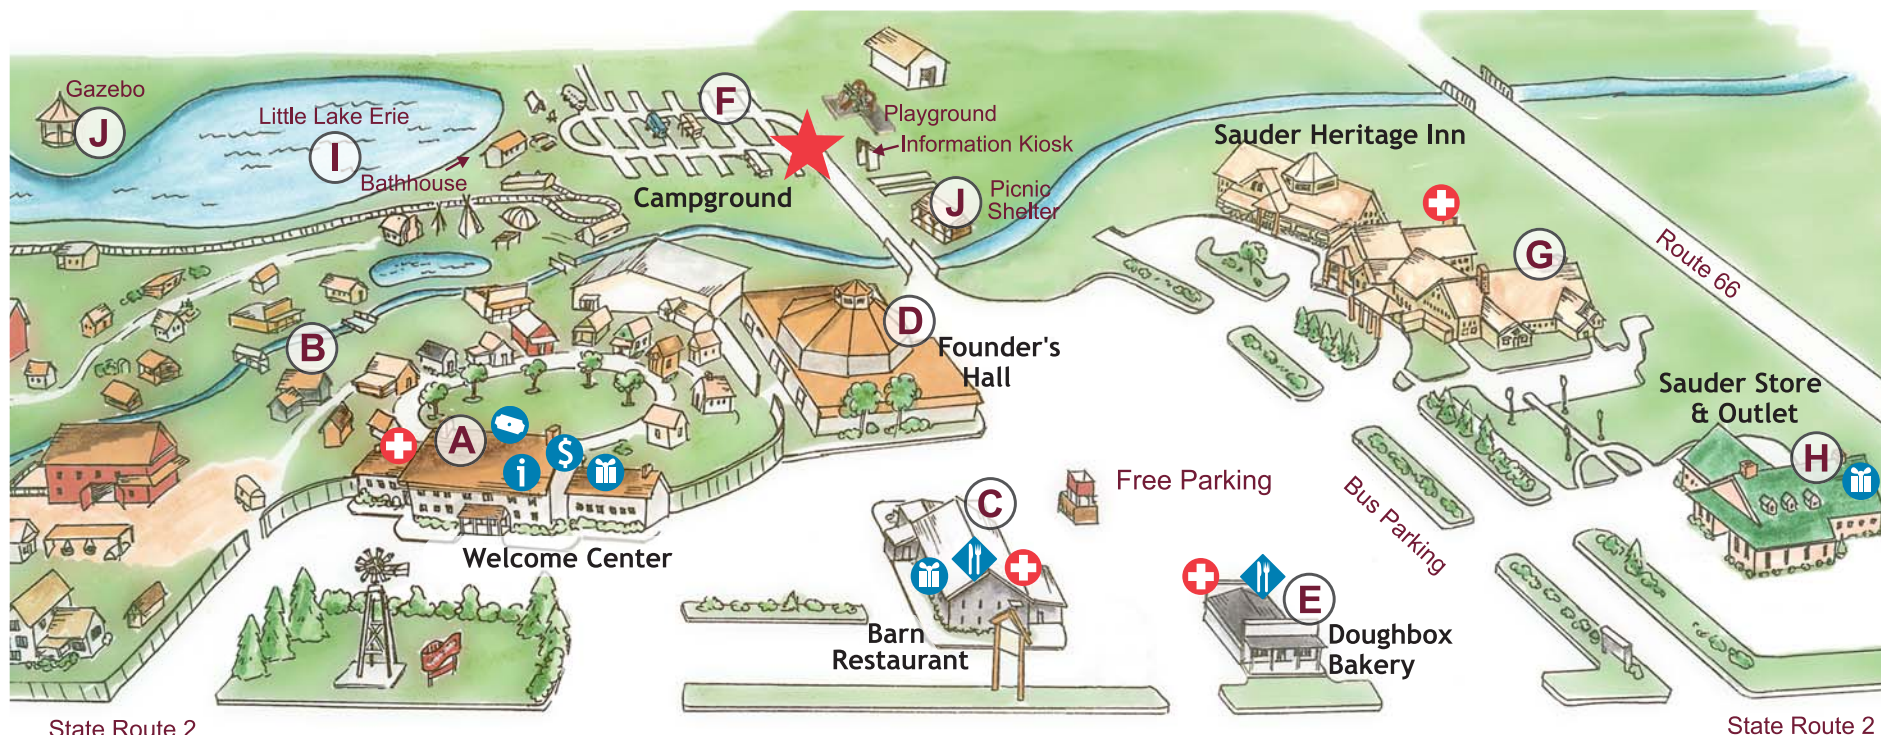 Gazebo
J
Little Lake Erie
I
Bathhouse
F
Campground
Playground
Information Kiosk
J
Picnic
Shelter
Sauder Heritage Inn
G
Route 66
B
D
Founder's
Hall
Sauder Store
& Outlet
H
A
i
$
Welcome Center
C
Free Parking
Bus Parking
Barn
Restaurant
E
Doughbox
Bakery
State Route 2
State Route 2